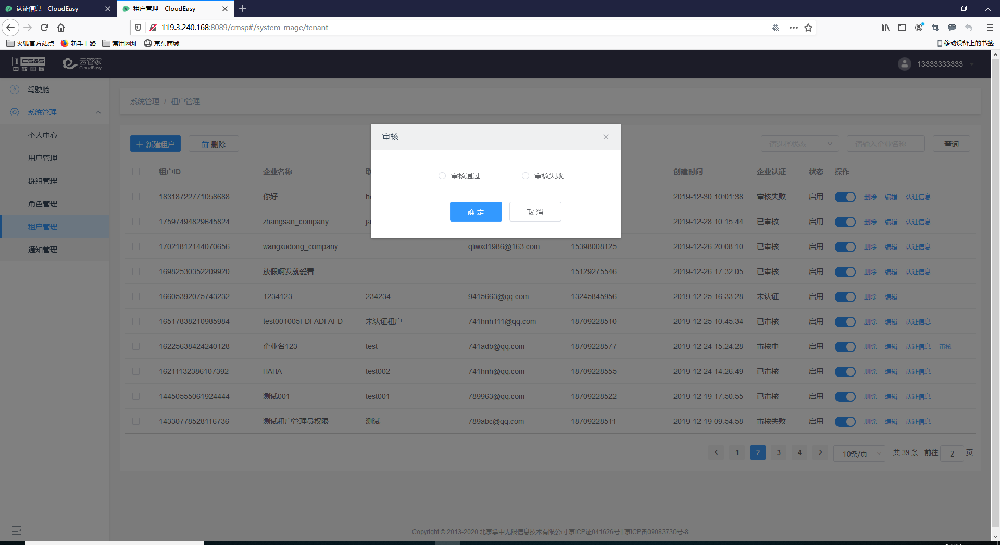 认证信息 - CloudEasy
租户管理 - CloudEasy
119.3.240.168:8089/cmsp#/system-mage/tenant
火狐官方站点 新手上路 常用网址 京东商城 移动设备上的书签
ICS&S 中软国际 云管家 CloudEasy 13333333333
驾驶舱
系统管理
个人中心
用户管理
群组管理
角色管理
租户管理
通知管理
系统管理 / 租户管理
新建租户 删除 请选择状态 请输入企业名称 查询
审核
审核通过 审核失败
确 定 取 消
租户ID 企业名称 创建时间 企业认证 状态 操作
18318722771058688 你好 2019-12-30 10:01:38 审核失败 启用 删除 编辑 认证信息
17597494829645824 zhangsan_company 2019-12-28 10:15:44 已审核 启用 删除 编辑 认证信息
17021812144070656 wangxudong_company qliwxd1986@163.com 15398008125 2019-12-26 20:08:10 已审核 启用 删除 编辑 认证信息
16982530352209920 放假啊发就爱看 15129275546 2019-12-26 17:32:05 已审核 启用 删除 编辑 认证信息
16605392075743232 1234123 234234 9415663@qq.com 13245845956 2019-12-25 16:33:28 未认证 启用 删除 编辑
16517838210985984 test001005FDFADFAFD 未认证租户 741hnh111@qq.com 18709228510 2019-12-25 10:45:34 已审核 启用 删除 编辑 认证信息
16225638424240128 企业名123 test 741adb@qq.com 18709228577 2019-12-24 15:24:28 审核中 启用 删除 编辑 认证信息 审核
16211132386107392 HAHA test002 741hnh@qq.com 18709228555 2019-12-24 14:26:49 已审核 启用 删除 编辑 认证信息
14450555061924444 测试001 test001 789963@qq.com 18709228522 2019-12-19 17:50:55 已审核 启用 删除 编辑 认证信息
14330778528116736 测试租户管理员权限 测试 789abc@qq.com 18709228511 2019-12-19 09:54:58 审核失败 启用 删除 编辑 认证信息
1 2 3 4 10条/页 共 39 条 前往 2 页
Copyright © 2013-2020 北京掌中无限信息技术有限公司 京ICP证041626号 | 京ICP备09083730号-8